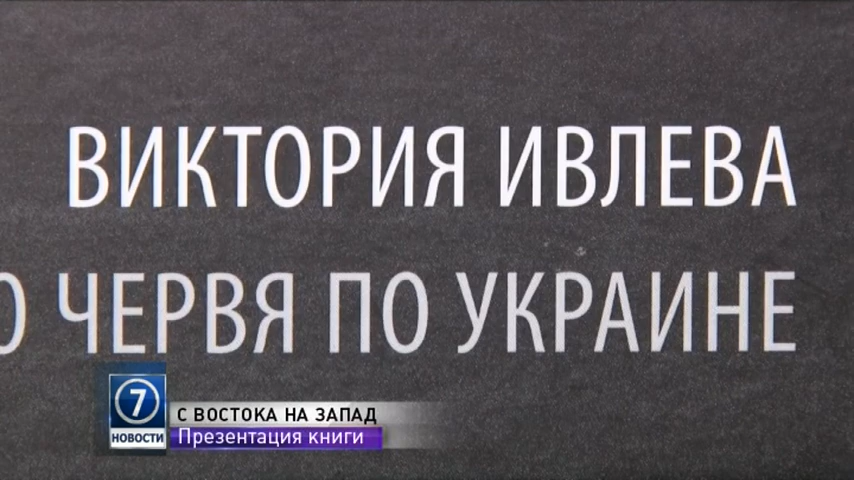 ВИКТОРИЯ ИВЛЕВА
О ЧЕРВЯ ПО УКРАИНЕ
7
НОВОСТИ
С ВОСТОКА НА ЗАПАД
Презентация книги